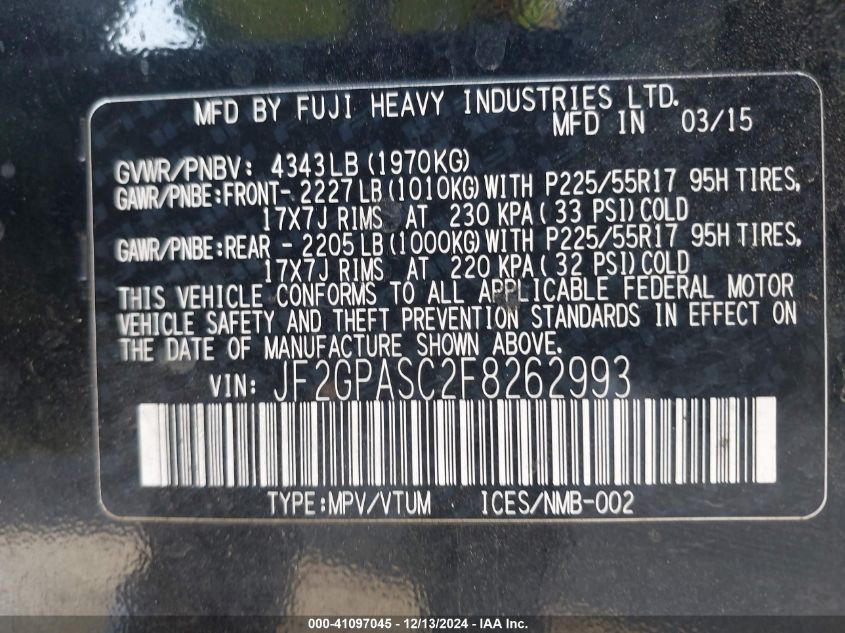 MFD BY FUJI HEAVY INDUSTRIES LTD.
MFD IN 03/15
GVWR/PNBV: 4343LB (1970KG)
GAWR/PNBE:FRONT- 2227 LB (1010KG) WITH P225/55R17 95H TIRES,
17X7J RIMS AT 230 KPA ( 33 PSI) COLD
GAWR/PNBE:REAR - 2205 LB (1000KG) WITH P225/55R17 95H TIRES,
17X7J RIMS AT 220 KPA ( 32 PSI) COLD
THIS VEHICLE CONFORMS TO ALL APPLICABLE FEDERAL MOTOR
VEHICLE SAFETY AND THEFT PREVENTION STANDARDS IN EFFECT ON
THE DATE OF MANUFACTURE SHOWN ABOVE.
VIN: JF2GPASC2F8262993
TYPE:MPV/VTUM ICES/NMB-002
000-41097045 - 12/13/2024 - IAA Inc.